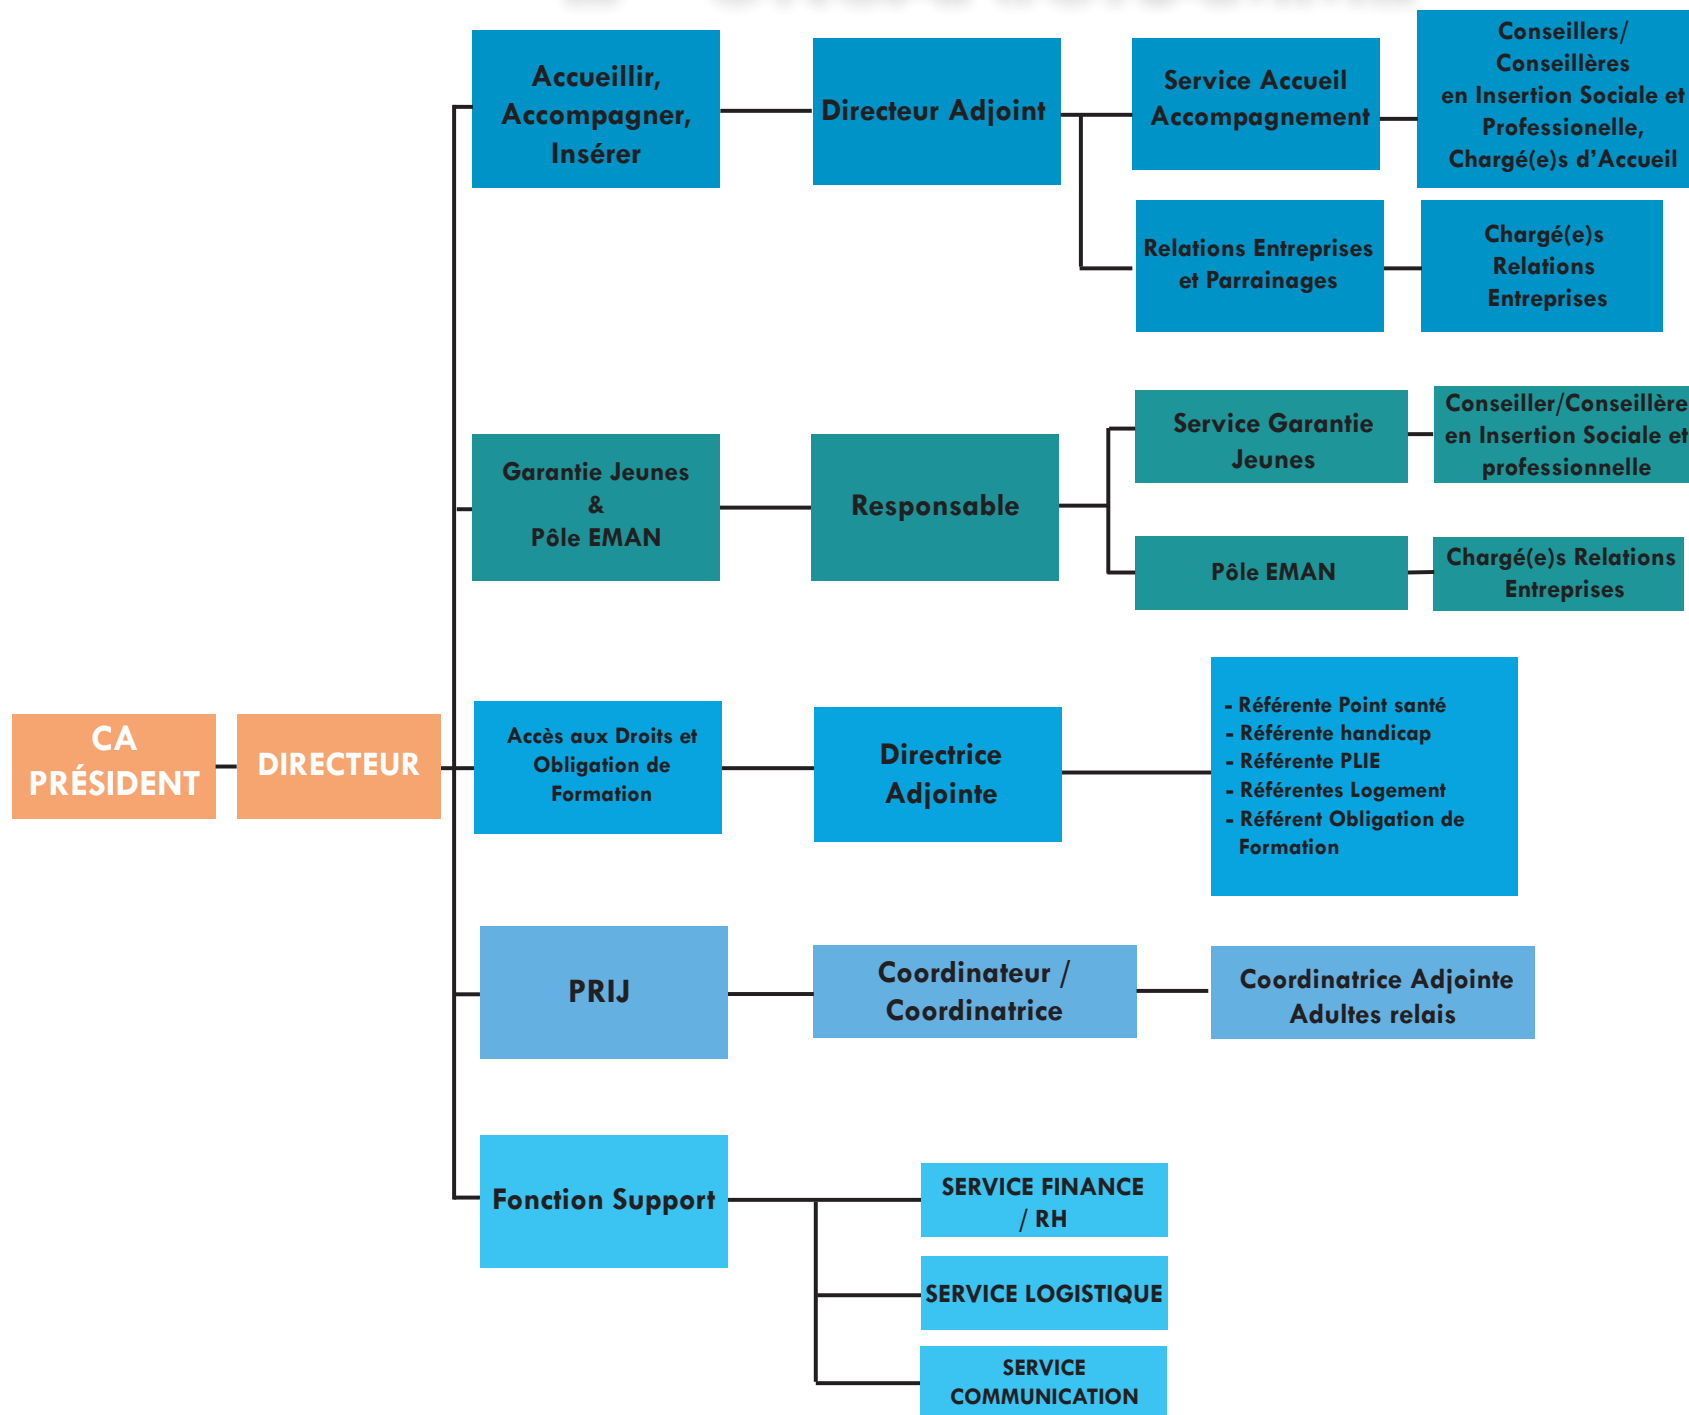 CA
PRÉSIDENT
DIRECTEUR
Accueillir,
Accompagner,
Insérer
Directeur Adjoint
Service Accueil
Accompagnement
Conseillers/
Conseillères
en Insertion Sociale et
Professionelle,
Chargé(e)s d'Accueil
Relations Entreprises
et Parrainages
Chargé(e)s
Relations
Entreprises
Garantie Jeunes
&
Pôle EMAN
Responsable
Service Garantie
Jeunes
Conseiller/Conseillère
en Insertion Sociale et
professionnelle
Pôle EMAN
Chargé(e)s Relations
Entreprises
Accès aux Droits et
Obligation de
Formation
Directrice
Adjointe
- Référente Point santé
- Référente handicap
- Référente PLIE
- Référentes Logement
- Référent Obligation de
Formation
PRIJ
Coordinateur /
Coordinatrice
Coordinatrice Adjointe
Adultes relais
Fonction Support
SERVICE FINANCE
/ RH
SERVICE LOGISTIQUE
SERVICE
COMMUNICATION